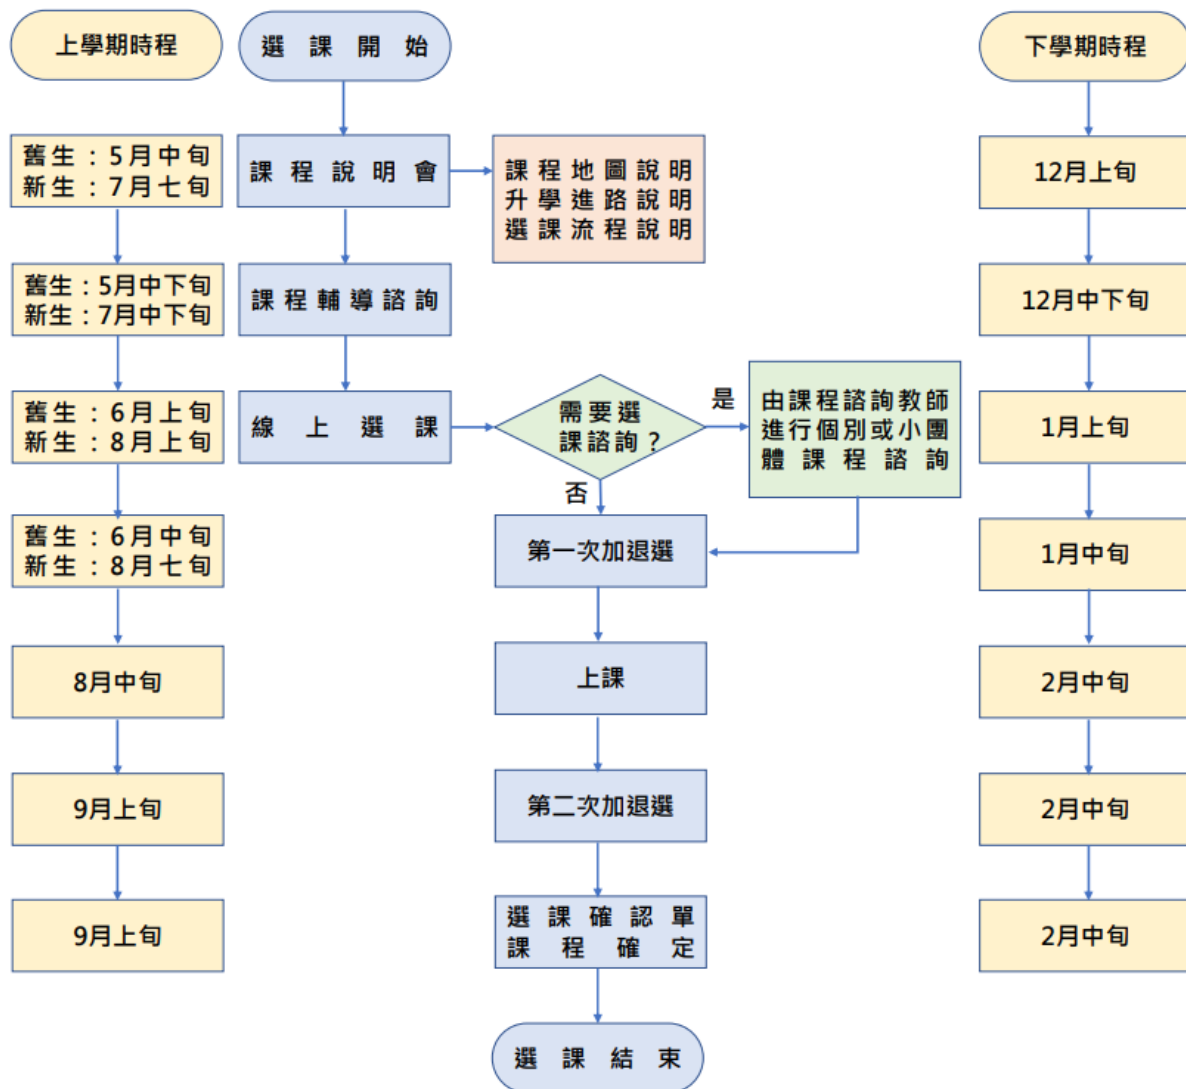 上學期時程
選課開始
下學期時程
舊生：5月中旬
新生：7月七旬
課程說明會
課程地圖說明
升學進路說明
選課流程說明
12月上旬
舊生：5月中下旬
新生：7月中下旬
課程輔導諮詢
12月中下旬
舊生：6月上旬
新生：8月上旬
線上選課
需要選
課諮詢？
是
由課程諮詢教師
進行個別或小團
體課程諮詢
1月上旬
否
舊生：6月中旬
新生：8月七旬
第一次加退選
1月中旬
8月中旬
上課
2月中旬
9月上旬
第二次加退選
2月中旬
9月上旬
選課確認單
課程確定
2月中旬
選課結束